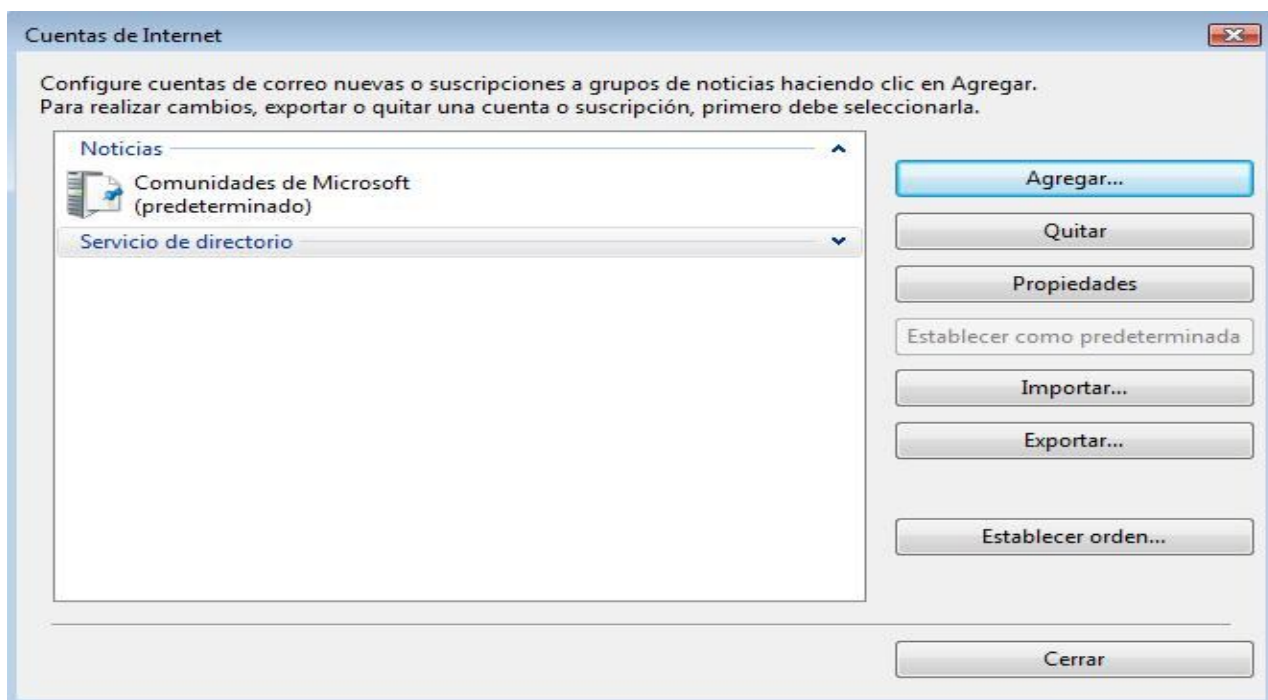 Cuentas de Internet
Configure cuentas de correo nuevas o suscripciones a grupos de noticias haciendo clic en Agregar.
Para realizar cambios, exportar o quitar una cuenta o suscripción, primero debe seleccionarla.
Noticias
Comunidades de Microsoft
(predeterminado)
Servicio de directorio
Agregar...
Quitar
Propiedades
Establecer como predeterminada
Importar...
Exportar...
Establecer orden...
Cerrar